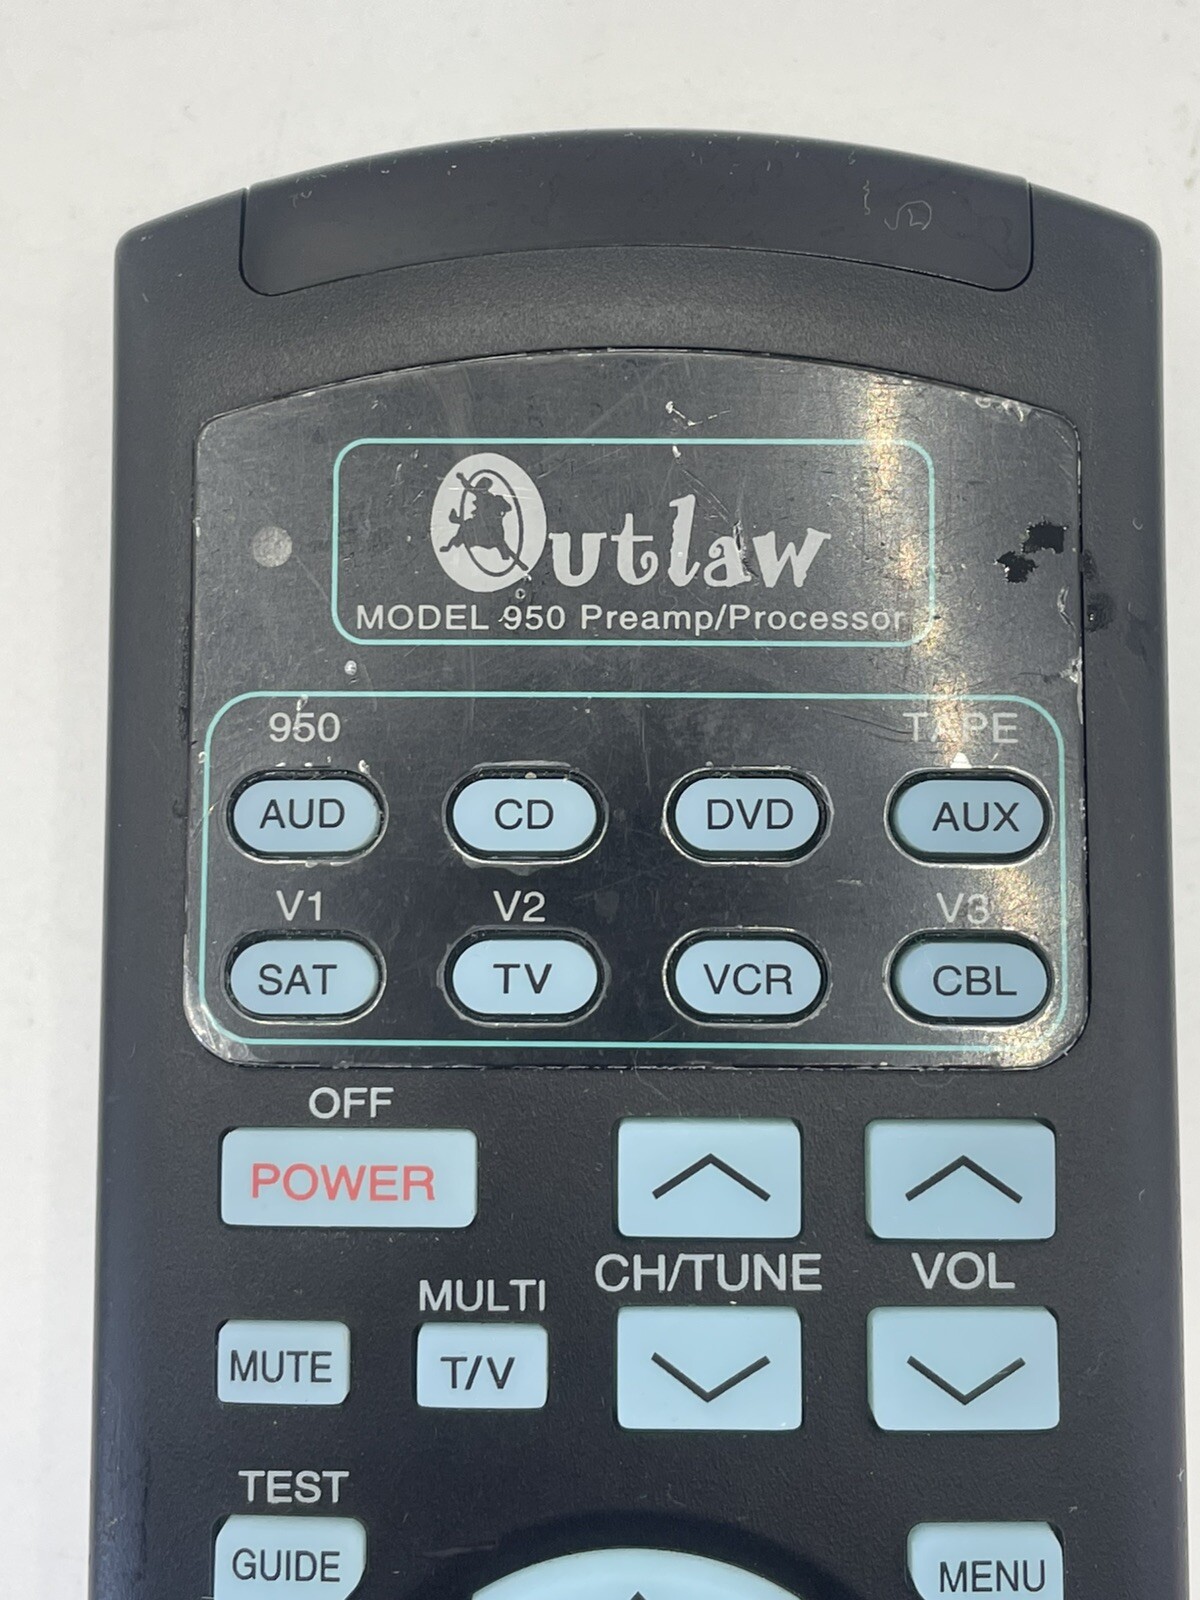 Outlaw
MODEL 950 Preamp/Processor
950 TAPE
AUD CD DVD AUX
V1 V2 V3
SAT TV VCR CBL
OFF
POWER
CH/TUNE VOL
MULTI
MUTE T/V
TEST
GUIDE MENU